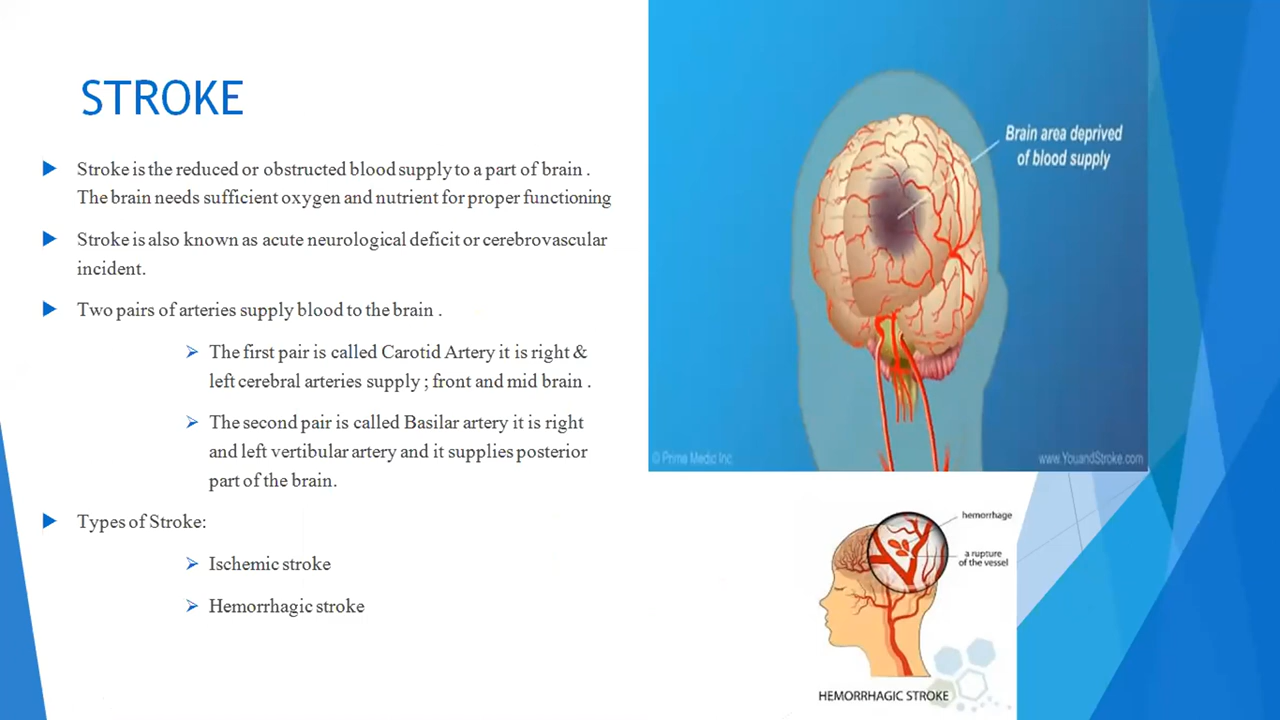 STROKE
Stroke is the reduced or obstructed blood supply to a part of brain .
The brain needs sufficient oxygen and nutrient for proper functioning
Stroke is also known as acute neurological deficit or cerebrovascular
incident.
Two pairs of arteries supply blood to the brain .
The first pair is called Carotid Artery it is right &
left cerebral arteries supply ; front and mid brain .
The second pair is called Basilar artery it is right
and left vertibular artery and it supplies posterior
part of the brain.
Types of Stroke:
Ischemic stroke
Hemorrhagic stroke
Brain area deprived
of blood supply
© Prime Medic Inc
www.YouandStroke.com
hemorrhage
a rupture
of the vessel
HEMORRHAGIC STROKE